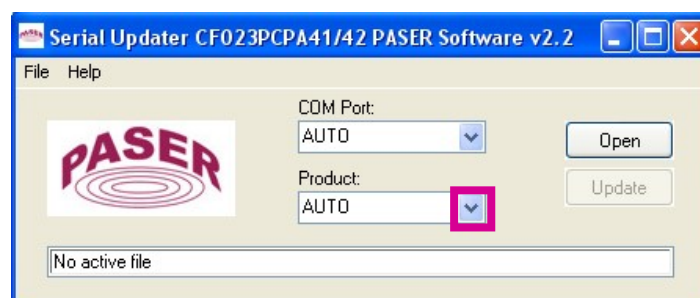 Serial Updater CF023PCPA41/42 PASER Software v2.2
File Help
COM Port:
AUTO
Open
PASER
Product:
AUTO
Update
No active file